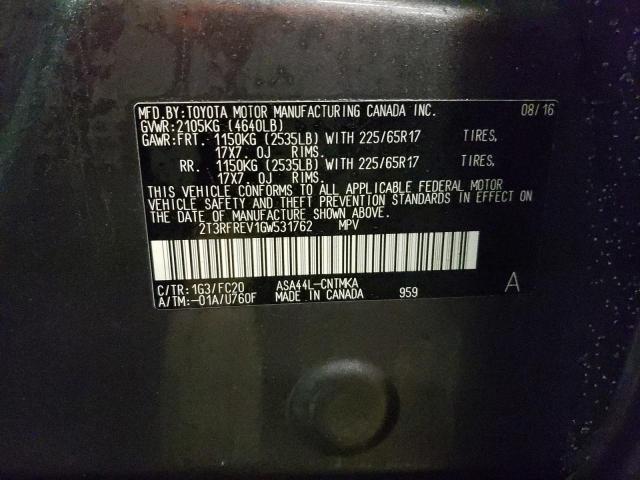 MFD.BY:TOYOTA MOTOR MANUFACTURING CANADA INC. 08/16
GVWR:2105KG (4640LB)
GAWR:FRT. 1150KG (2535LB) WITH 225/65R17 TIRES,
17X7.0J RIMS.
RR. 1150KG (2535LB) WITH 225/65R17 TIRES,
17X7.0J RIMS.
THIS VEHICLE CONFORMS TO ALL APPLICABLE FEDERAL MOTOR
VEHICLE SAFETY AND THEFT PREVENTION STANDARDS IN EFFECT ON
THE DATE OF MANUFACTURE SHOWN ABOVE.
2T3RFREV1GW531762 MPV
C/TR:1G3/FC20 ASA44L-CNTMKA A
A/TM:-01A/U760F MADE IN CANADA 959